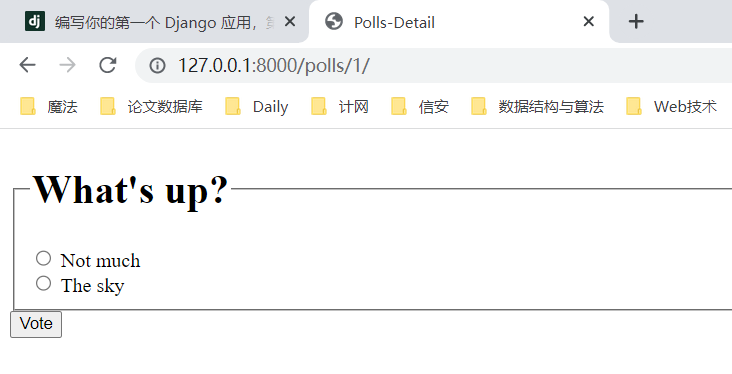 dj 编写你的第一个 Django 应用，第 Polls-Detail
127.0.0.1:8000/polls/1/
魔法 论文数据库 Daily 计网 信安 数据结构与算法 Web技术
What's up?
Not much
The sky
Vote